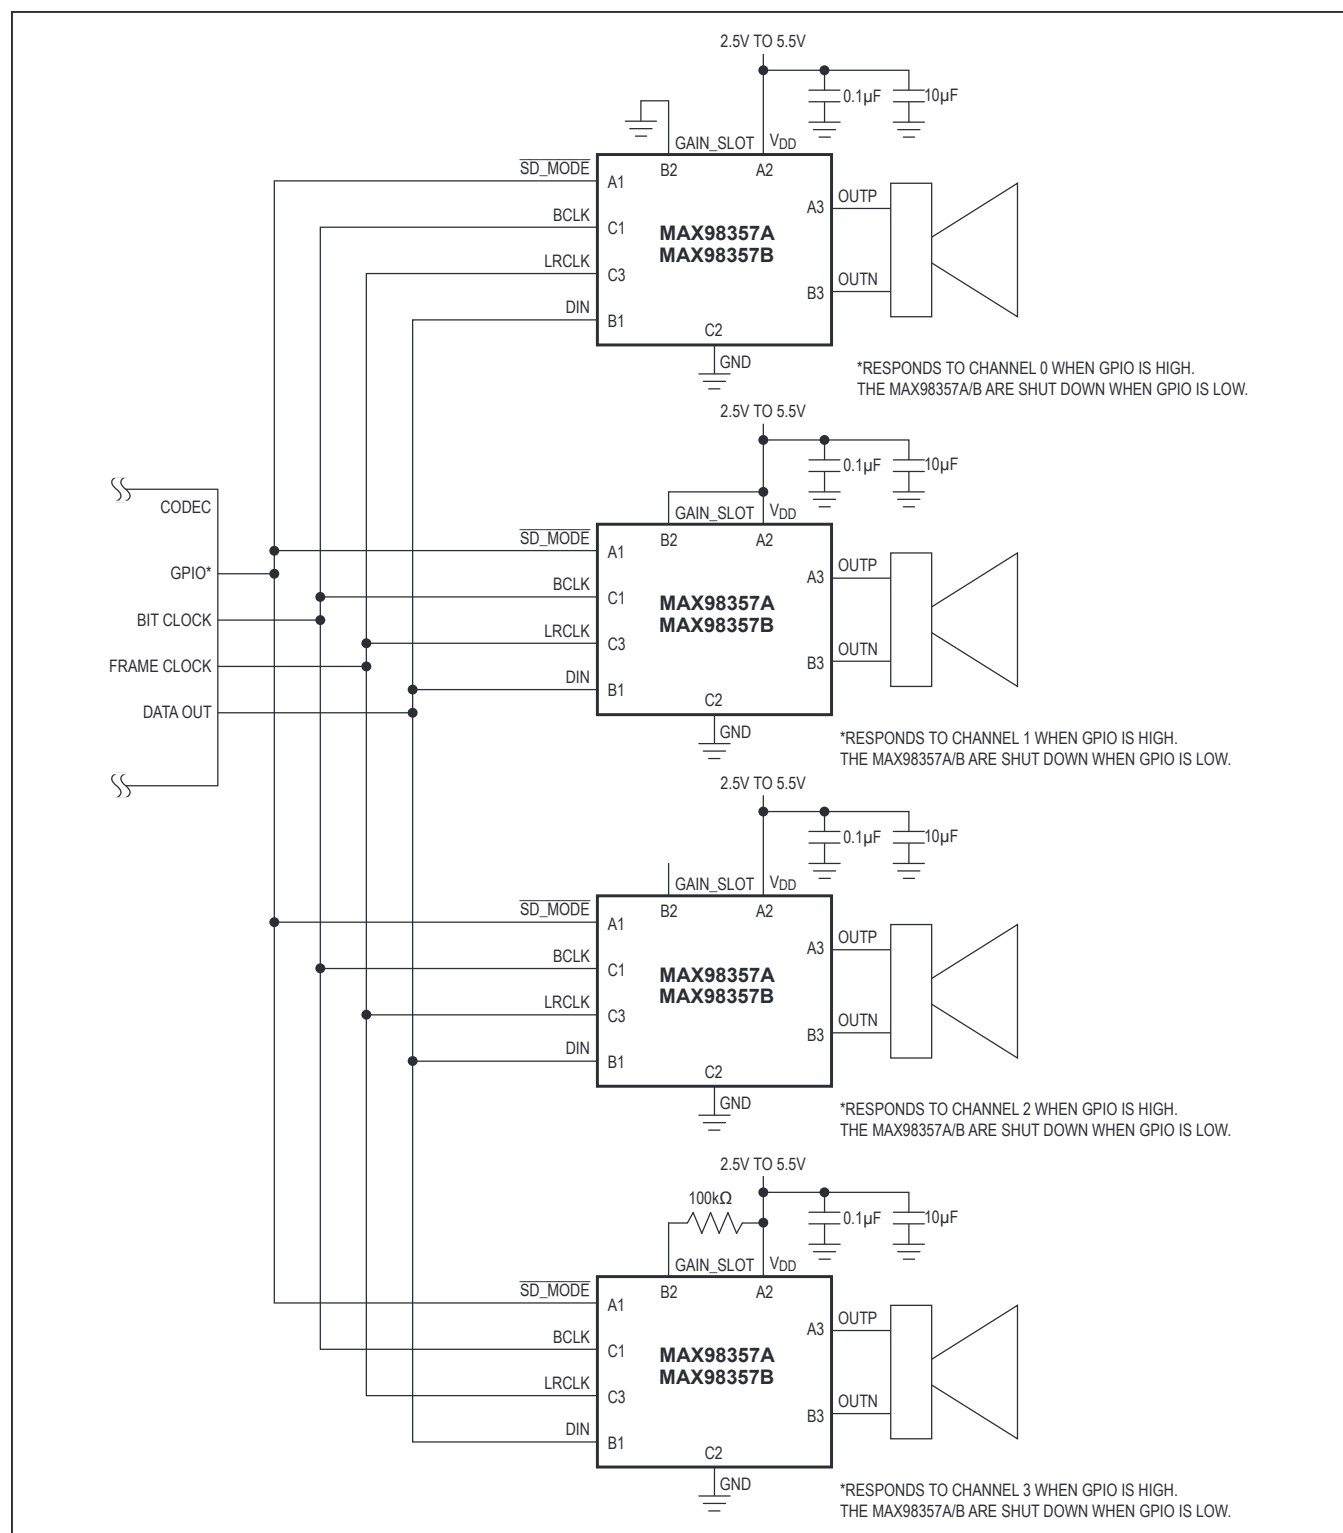 2.5V TO 5.5V
0.1µF
10µF
GAIN_SLOT
VDD
SD_MODE
B2
A2
A1
BCLK
C1
LRCLK
C3
DIN
B1
MAX98357A
MAX98357B
A3
OUTP
B3
OUTN
C2
GND
*RESPONDS TO CHANNEL 0 WHEN GPIO IS HIGH.
THE MAX98357A/B ARE SHUT DOWN WHEN GPIO IS LOW.
CODEC
GPIO*
BIT CLOCK
FRAME CLOCK
DATA OUT
2.5V TO 5.5V
0.1µF
10µF
GAIN_SLOT
VDD
SD_MODE
B2
A2
A1
BCLK
C1
LRCLK
C3
DIN
B1
MAX98357A
MAX98357B
A3
OUTP
B3
OUTN
C2
GND
*RESPONDS TO CHANNEL 1 WHEN GPIO IS HIGH.
THE MAX98357A/B ARE SHUT DOWN WHEN GPIO IS LOW.
2.5V TO 5.5V
0.1µF
10µF
GAIN_SLOT
VDD
SD_MODE
B2
A2
A1
BCLK
C1
LRCLK
C3
DIN
B1
MAX98357A
MAX98357B
A3
OUTP
B3
OUTN
C2
GND
*RESPONDS TO CHANNEL 2 WHEN GPIO IS HIGH.
THE MAX98357A/B ARE SHUT DOWN WHEN GPIO IS LOW.
2.5V TO 5.5V
100kΩ
0.1µF
10µF
GAIN_SLOT
VDD
SD_MODE
B2
A2
A1
BCLK
C1
LRCLK
C3
DIN
B1
MAX98357A
MAX98357B
A3
OUTP
B3
OUTN
C2
GND
*RESPONDS TO CHANNEL 3 WHEN GPIO IS HIGH.
THE MAX98357A/B ARE SHUT DOWN WHEN GPIO IS LOW.